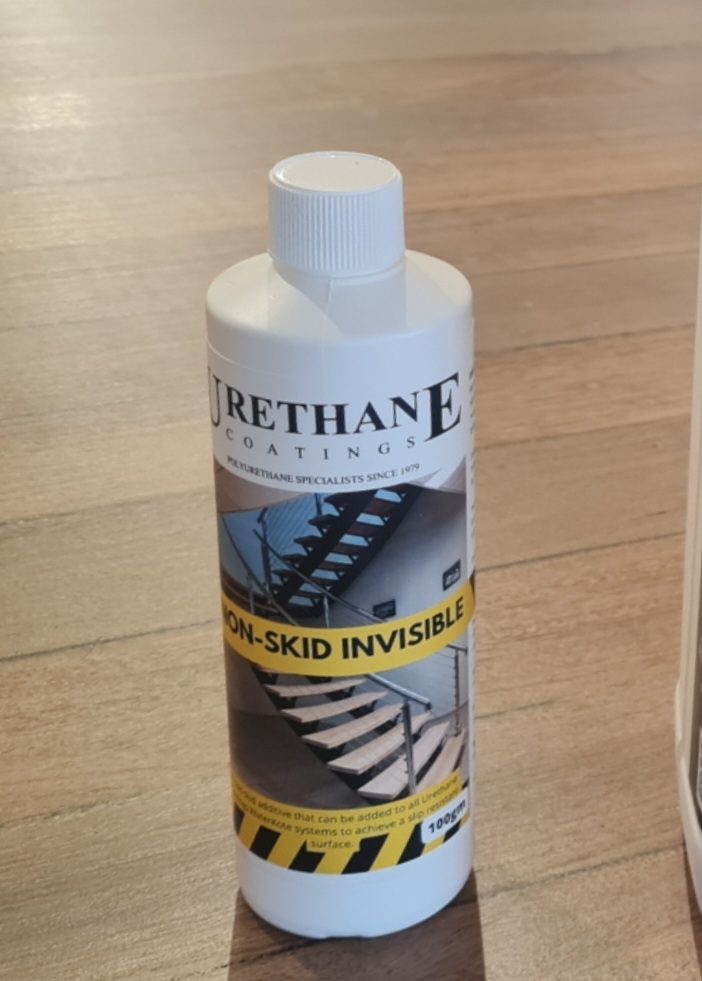 URETHANE
COATINGS
POLYURETHANE SPECIALISTS SINCE 1979
NON-SKID INVISIBLE
additive that can be added to all Urethane
WaterKote systems to achieve a slip resistant
surface.
100gm